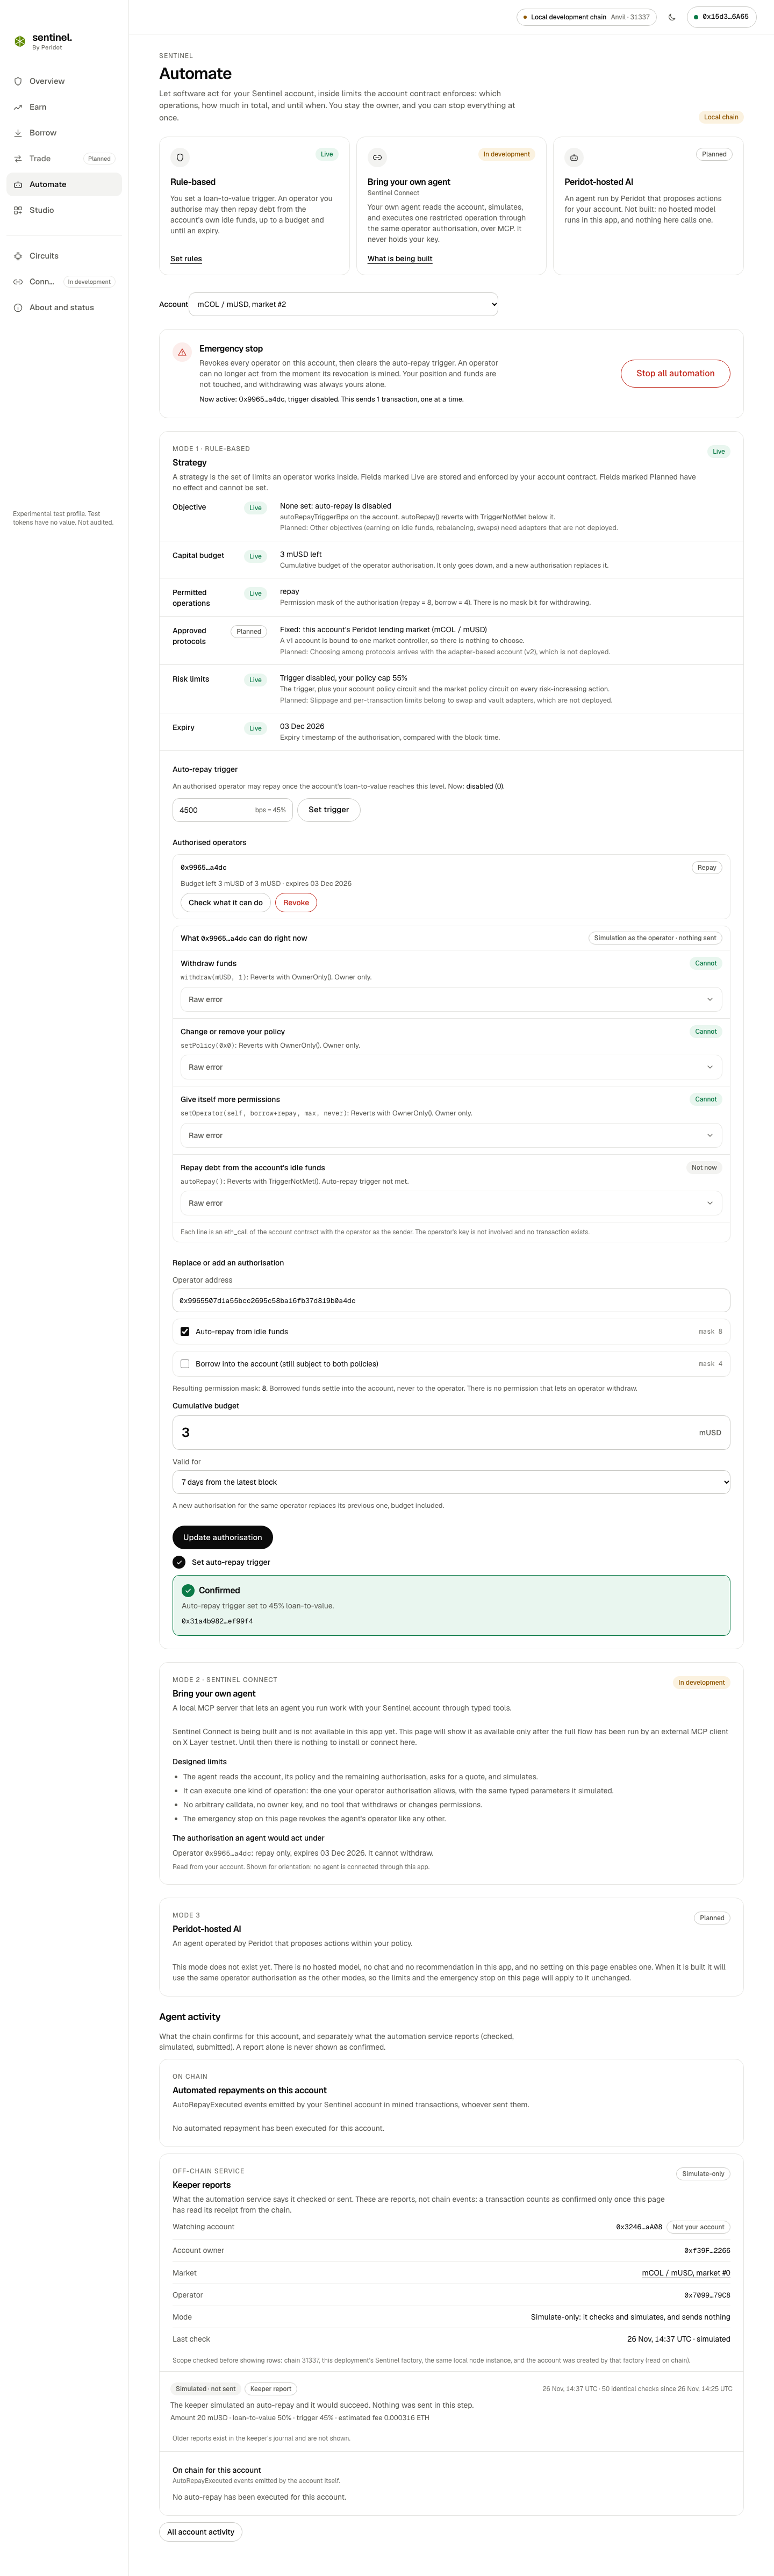 sentinel.
By Peridot
Overview
Earn
Borrow
Trade Planned
Automate
Studio
Circuits
Conn... In development
About and status
Experimental test profile. Test
tokens have no value. Not audited.
Local development chain Anvil · 31337
0x15d3…6A65
SENTINEL
Automate
Let software act for your Sentinel account, inside limits the account contract enforces: which
operations, how much in total, and until when. You stay the owner, and you can stop everything at
once.
Local chain
Live
Rule-based
You set a loan-to-value trigger. An operator you
authorise may then repay debt from the
account's own idle funds, up to a budget and
until an expiry.
Set rules
In development
Bring your own agent
Sentinel Connect
Your own agent reads the account, simulates,
and executes one restricted operation through
the same operator authorisation, over MCP. It
never holds your key.
What is being built
Planned
Peridot-hosted AI
An agent run by Peridot that proposes actions
for your account. Not built: no hosted model
runs in this app, and nothing here calls one.
Account mCOL / mUSD, market #2
Emergency stop
Revokes every operator on this account, then clears the auto-repay trigger. An operator
can no longer act from the moment its revocation is mined. Your position and funds are
not touched, and withdrawing was always yours alone.
Now active: 0x9965…a4dc, trigger disabled. This sends 1 transaction, one at a time.
Stop all automation
MODE 1 · RULE-BASED
Live
Strategy
A strategy is the set of limits an operator works inside. Fields marked Live are stored and enforced by your account contract. Fields marked Planned have
no effect and cannot be set.
Objective Live None set: auto-repay is disabled
autoRepayTriggerBps on the account. autoRepay() reverts with TriggerNotMet below it.
Planned: Other objectives (earning on idle funds, rebalancing, swaps) need adapters that are not deployed.
Capital budget Live 3 mUSD left
Cumulative budget of the operator authorisation. It only goes down, and a new authorisation replaces it.
Permitted operations Live repay
Permission mask of the authorisation (repay = 8, borrow = 4). There is no mask bit for withdrawing.
Approved protocols Planned Fixed: this account's Peridot lending market (mCOL / mUSD)
A v1 account is bound to one market controller, so there is nothing to choose.
Planned: Choosing among protocols arrives with the adapter-based account (v2), which is not deployed.
Risk limits Live Trigger disabled, your policy cap 55%
The trigger, plus your account policy circuit and the market policy circuit on every risk-increasing action.
Planned: Slippage and per-transaction limits belong to swap and vault adapters, which are not deployed.
Expiry Live 03 Dec 2026
Expiry timestamp of the authorisation, compared with the block time.
Auto-repay trigger
An authorised operator may repay once the account's loan-to-value reaches this level. Now: disabled (0).
4500 bps = 45% Set trigger
Authorised operators
0x9965…a4dc Repay
Budget left 3 mUSD of 3 mUSD · expires 03 Dec 2026
Check what it can do Revoke
What 0x9965…a4dc can do right now Simulation as the operator · nothing sent
Withdraw funds Cannot
withdraw(mUSD, 1): Reverts with OwnerOnly(). Owner only.
Raw error
Change or remove your policy Cannot
setPolicy(0x0): Reverts with OwnerOnly(). Owner only.
Raw error
Give itself more permissions Cannot
setOperator(self, borrow+repay, max, never): Reverts with OwnerOnly(). Owner only.
Raw error
Repay debt from the account's idle funds Not now
autoRepay(): Reverts with TriggerNotMet(). Auto-repay trigger not met.
Raw error
Each line is an eth_call of the account contract with the operator as the sender. The operator's key is not involved and no transaction exists.
Replace or add an authorisation
Operator address
0x9965507d1a55bcc2695c58ba16fb37d819b0a4dc
Auto-repay from idle funds mask 8
Borrow into the account (still subject to both policies) mask 4
Resulting permission mask: 8. Borrowed funds settle into the account, never to the operator. There is no permission that lets an operator withdraw.
Cumulative budget
3 mUSD
Valid for
7 days from the latest block
A new authorisation for the same operator replaces its previous one, budget included.
Update authorisation
Set auto-repay trigger
Confirmed
Auto-repay trigger set to 45% loan-to-value.
0x31a4b982…ef99f4
MODE 2 · SENTINEL CONNECT
In development
Bring your own agent
A local MCP server that lets an agent you run work with your Sentinel account through typed tools.
Sentinel Connect is being built and is not available in this app yet. This page will show it as available only after the full flow has been run by an external MCP client
on X Layer testnet. Until then there is nothing to install or connect here.
Designed limits
• The agent reads the account, its policy and the remaining authorisation, asks for a quote, and simulates.
• It can execute one kind of operation: the one your operator authorisation allows, with the same typed parameters it simulated.
• No arbitrary calldata, no owner key, and no tool that withdraws or changes permissions.
• The emergency stop on this page revokes the agent's operator like any other.
The authorisation an agent would act under
Operator 0x9965…a4dc: repay only, expires 03 Dec 2026. It cannot withdraw.
Read from your account. Shown for orientation: no agent is connected through this app.
MODE 3
Planned
Peridot-hosted AI
An agent operated by Peridot that proposes actions within your policy.
This mode does not exist yet. There is no hosted model, no chat and no recommendation in this app, and no setting on this page enables one. When it is built it will
use the same operator authorisation as the other modes, so the limits and the emergency stop on this page will apply to it unchanged.
Agent activity
What the chain confirms for this account, and separately what the automation service reports (checked,
simulated, submitted). A report alone is never shown as confirmed.
ON CHAIN
Automated repayments on this account
AutoRepayExecuted events emitted by your Sentinel account in mined transactions, whoever sent them.
No automated repayment has been executed for this account.
OFF-CHAIN SERVICE
Simulate-only
Keeper reports
What the automation service says it checked or sent. These are reports, not chain events: a transaction counts as confirmed only once this page
has read its receipt from the chain.
Watching account 0x3246…aA08 Not your account
Account owner 0xf39F…2266
Market mCOL / mUSD, market #0
Operator 0x7099…79C8
Mode Simulate-only: it checks and simulates, and sends nothing
Last check 26 Nov, 14:37 UTC · simulated
Scope checked before showing rows: chain 31337, this deployment's Sentinel factory, the same local node instance, and the account was created by that factory (read on chain).
Simulated · not sent Keeper report 26 Nov, 14:37 UTC · 50 identical checks since 26 Nov, 14:25 UTC
The keeper simulated an auto-repay and it would succeed. Nothing was sent in this step.
Amount 20 mUSD · loan-to-value 50% · trigger 45% · estimated fee 0.000316 ETH
Older reports exist in the keeper's journal and are not shown.
On chain for this account
AutoRepayExecuted events emitted by the account itself.
No auto-repay has been executed for this account.
All account activity